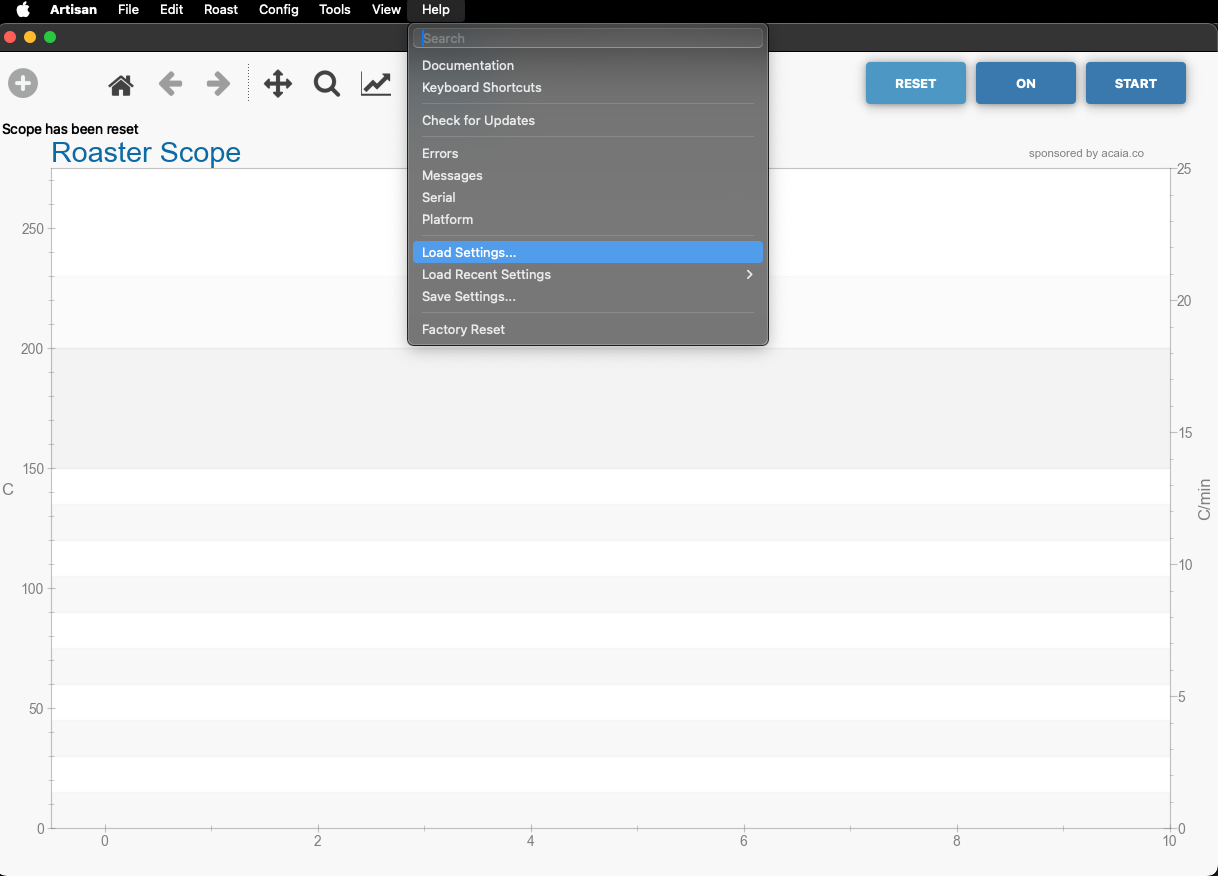 Artisan File Edit Roast Config Tools View Help
Search
Documentation
Keyboard Shortcuts
Check for Updates
Errors
Messages
Serial
Platform
Load Settings...
Load Recent Settings
Save Settings...
Factory Reset
RESET ON START
Scope has been reset
Roaster Scope
sponsored by acaia.co
250
200
150
100
50
0
C
25
20
15
10
5
0
C/min
0 2 4 6 8 10